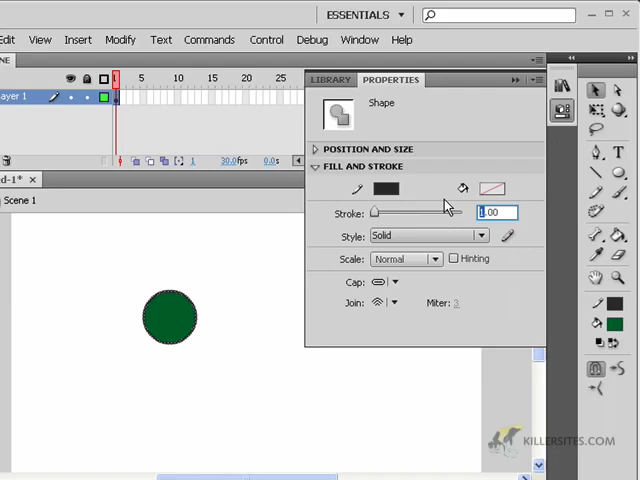 ESSENTIALS
Edit View Insert Modify Text Commands Control Debug Window Help
1 5 10 15 20 25
ayer 1
1 30.0fps 0.0s
d-1*
Scene 1
LIBRARY PROPERTIES
Shape
POSITION AND SIZE
FILL AND STROKE
Stroke: 1.00
Style: Solid
Scale: Normal Hinting
Cap:
Join: Miter: 3
KILLERSITES.COM